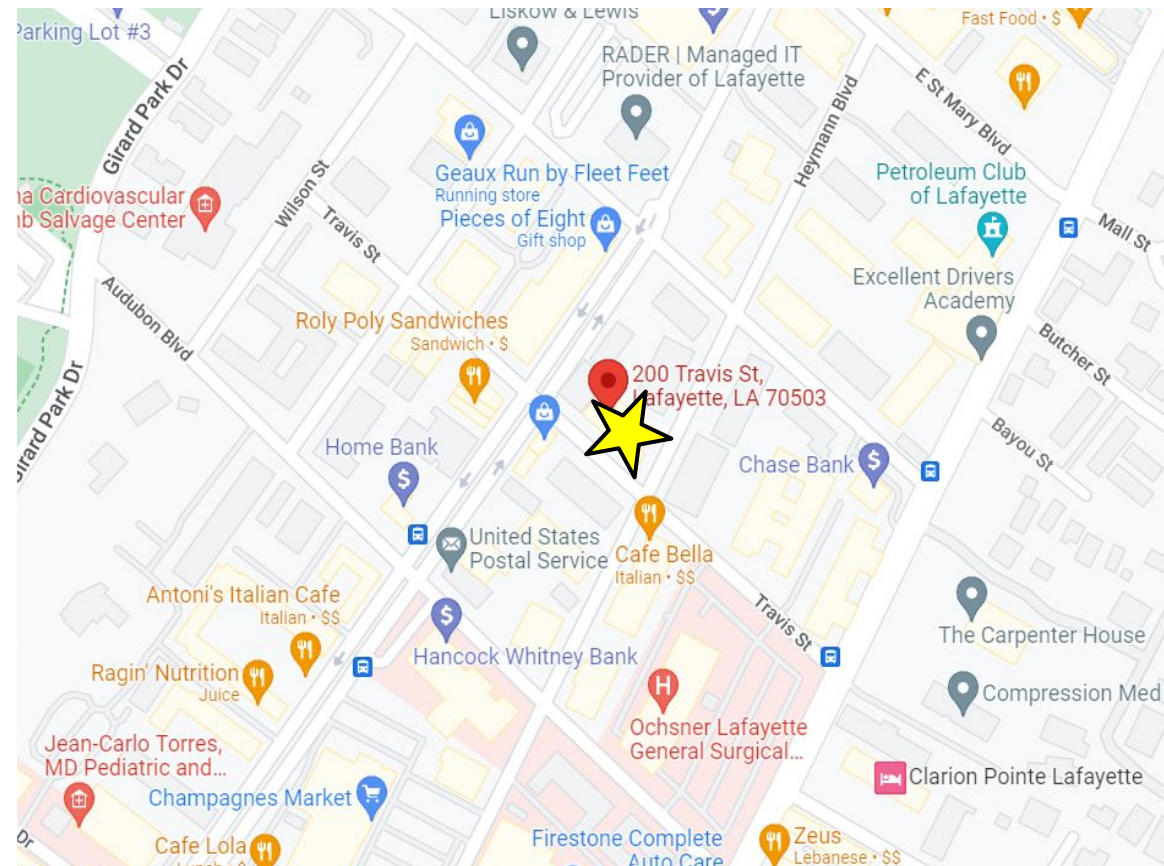 Liskow & Lewis
Parking Lot #3
Fast Food • $
RADER | Managed IT
Provider of Lafayette
Girard Park Dr
E St Mary Blvd
Heymann Blvd
Geaux Run by Fleet Feet
Running store
Petroleum Club
of Lafayette
Wilson St
Cardiovascular
Salvage Center
Pieces of Eight
Gift shop
Travis St
Mall St
Excellent Drivers
Academy
Audubon Blvd
Roly Poly Sandwiches
Sandwich • $
Butcher St
200 Travis St,
Lafayette, LA 70503
Girard Park Dr
Bayou St
Home Bank
Chase Bank
United States
Postal Service
Cafe Bella
Italian • $$
Antoni's Italian Cafe
Italian • $$
Travis St
The Carpenter House
Hancock Whitney Bank
Ragin' Nutrition
Juice
Compression Med
Ochsner Lafayette
General Surgical...
Jean-Carlo Torres,
MD Pediatric and...
Clarion Pointe Lafayette
Champagnes Market
Dr
Cafe Lola
Firestone Complete
Auto Care
Zeus
Lebanese • $$